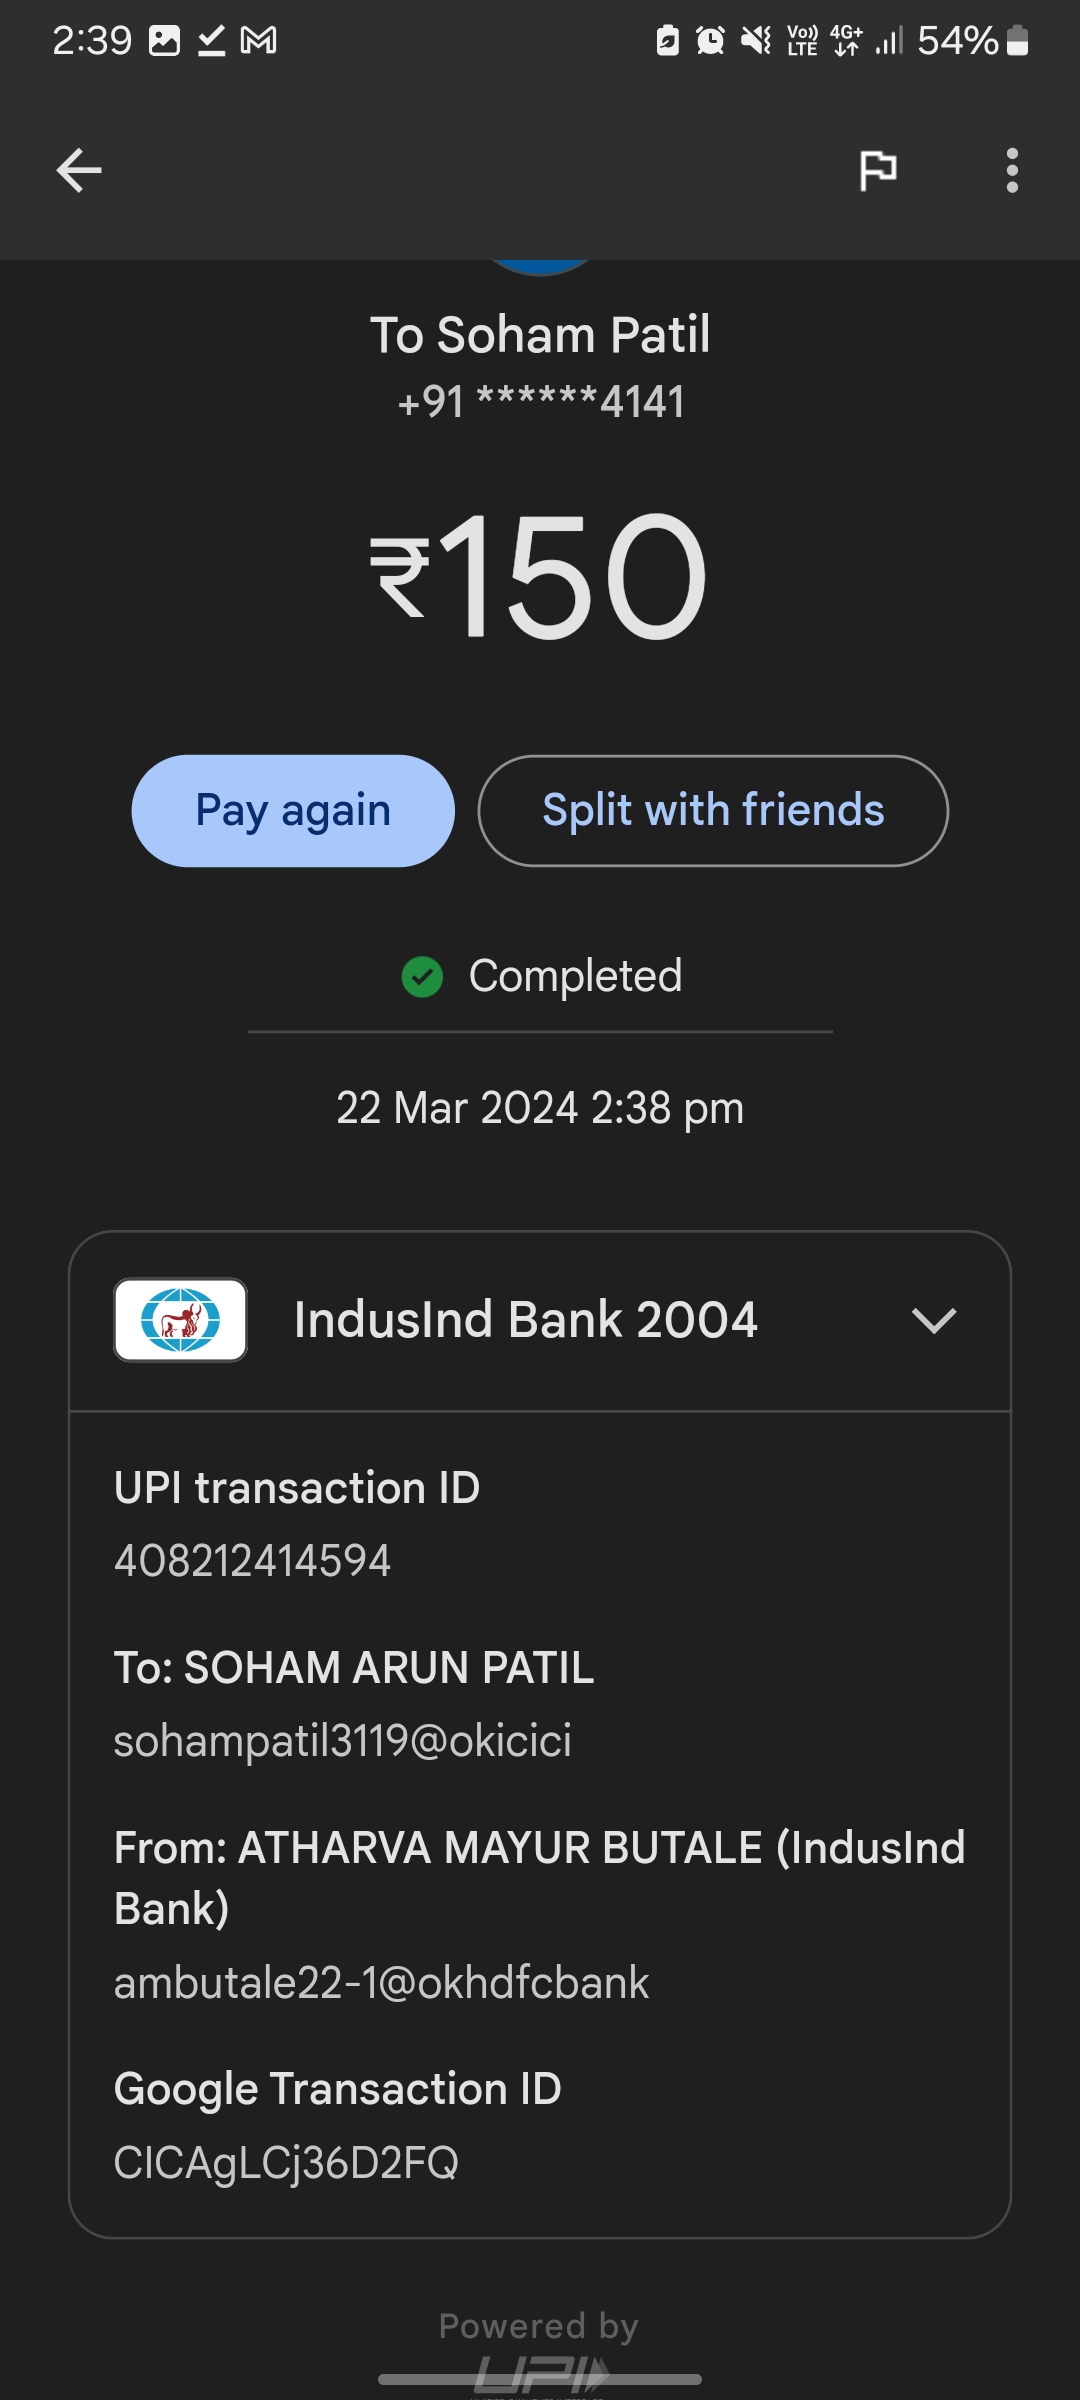 2:39
Vo)) LTE 4G+ 54%
To Soham Patil
+91 ******4141
₹150
Pay again
Split with friends
Completed
22 Mar 2024 2:38 pm
IndusInd Bank 2004
UPI transaction ID
408212414594
To: SOHAM ARUN PATIL
sohampatil3119@okicici
From: ATHARVA MAYUR BUTALE (IndusInd
Bank)
ambutale22-1@okhdfcbank
Google Transaction ID
CICAgLCj36D2FQ
Powered by
UPI